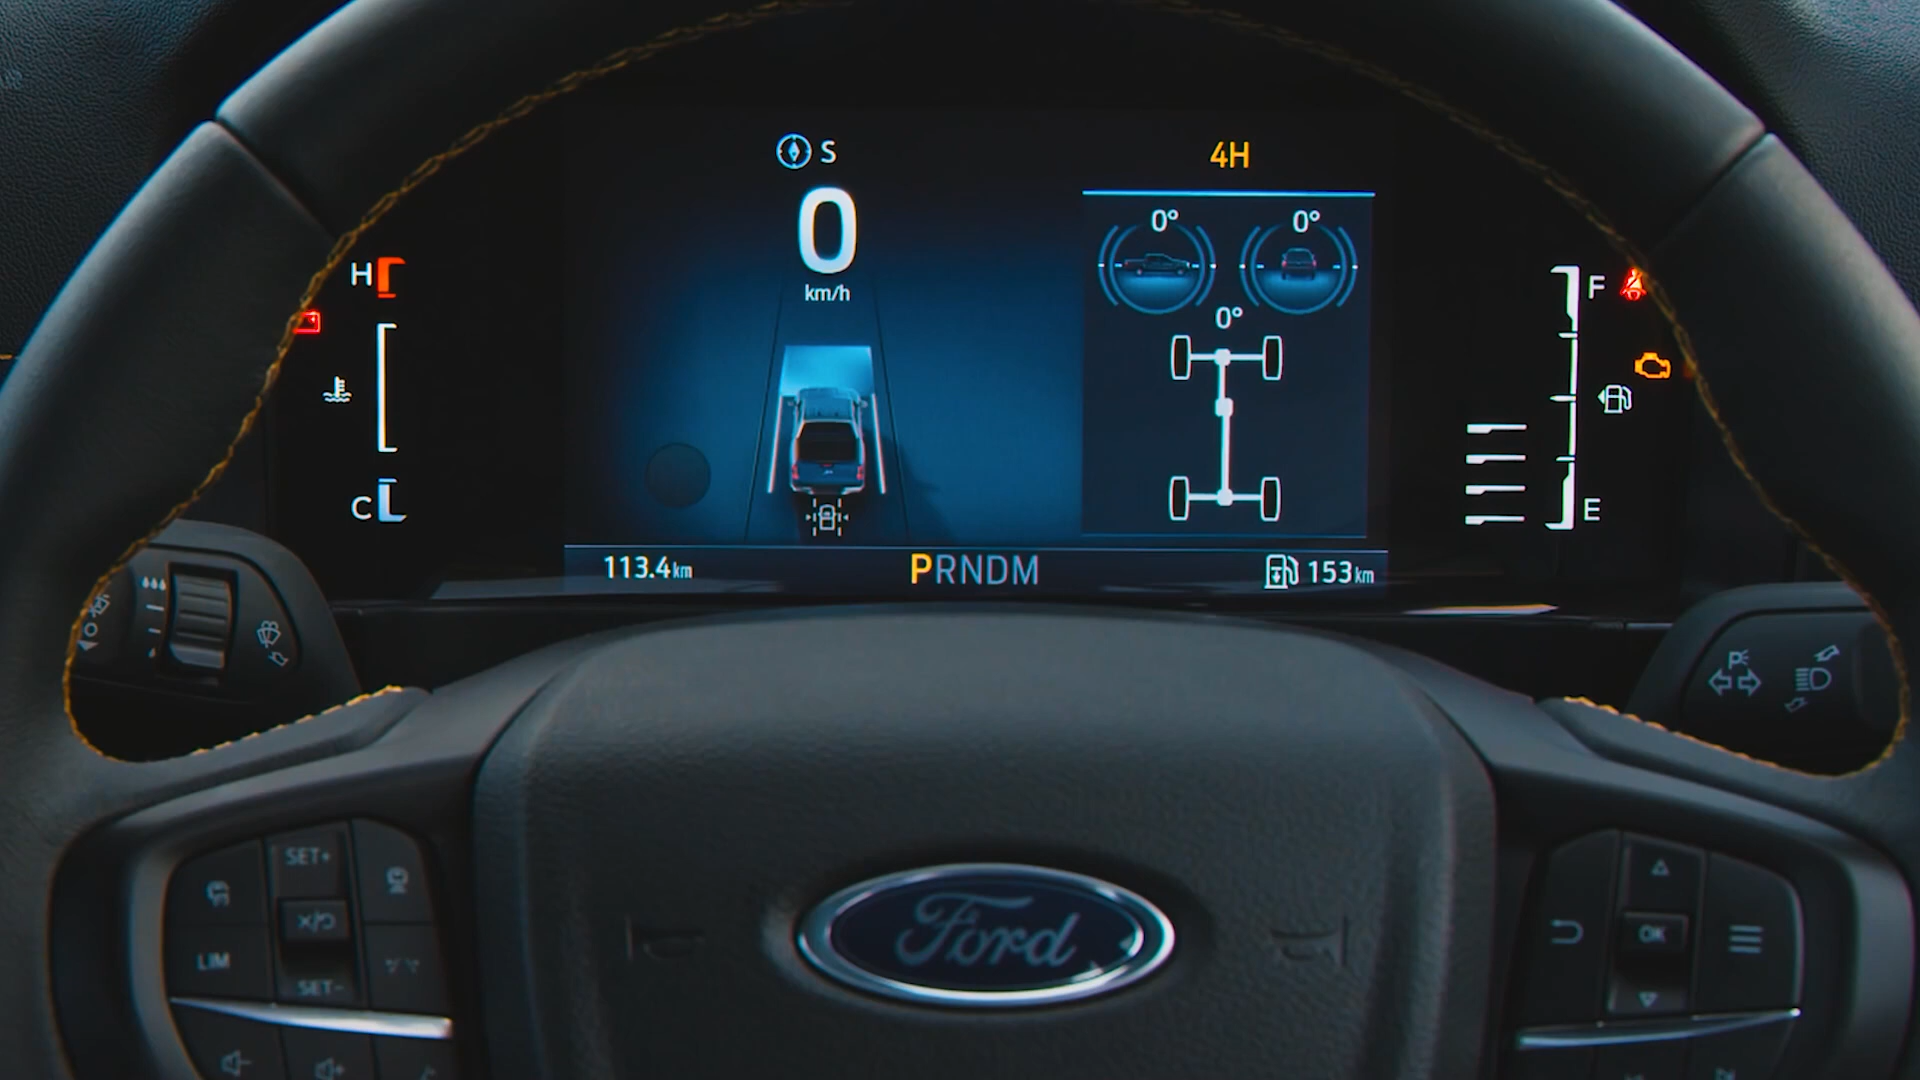 S
4H
0
km/h
0°
0°
0°
H
C
F
E
113.4km
PRNDM
153km
P
SET+
LIM
SET-
OK
Ford